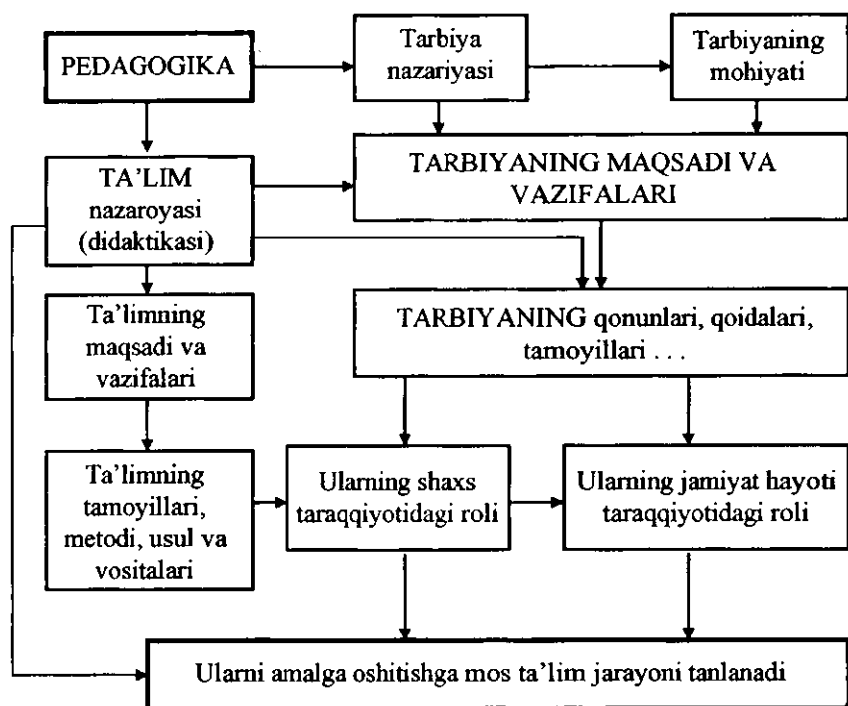 PEDAGOGIKA
Tarbiya
nazariyasi
Tarbiyaning
mohiyati
TA’LIM
nazaroyasi
(didaktikasi)
TARBIYANING MAQSADI VA
VAZIFALARI
Ta’limning
maqsadi va
vazifalari
TARBIYANING qonunlari, qoidalari,
tamoyillari . . .
Ta’limning
tamoyillari,
metodi, usul va
vositalari
Ularning shaxs
taraqqiyotidagi roli
Ularning jamiyat hayoti
taraqqiyotidagi roli
Ularni amalga oshitishga mos ta’lim jarayoni tanlanadi